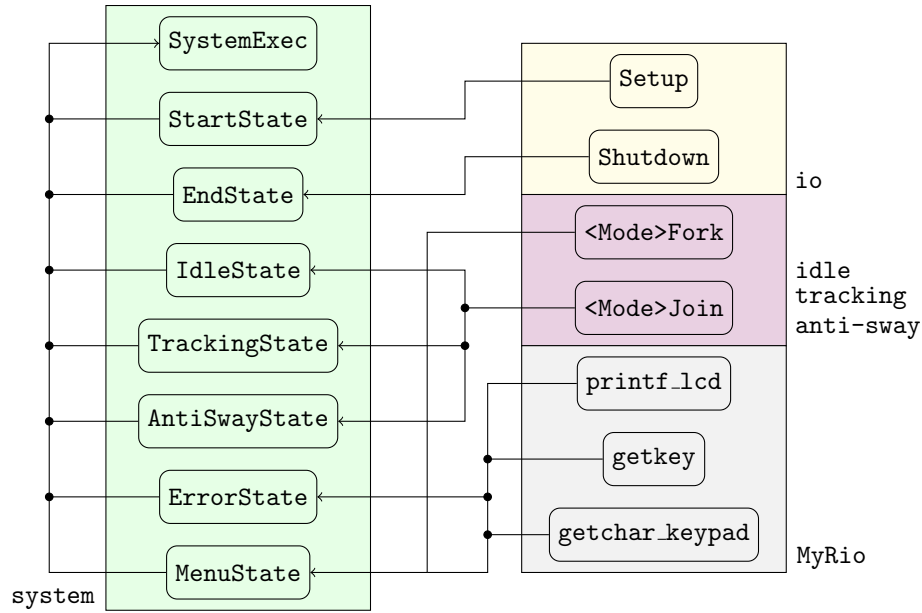 SystemExec
StartState
EndState
IdleState
TrackingState
AntiSwayState
ErrorState
MenuState
system
Setup
Shutdown
io
<Mode>Fork
<Mode>Join
idle
tracking
anti-sway
printf_lcd
getkey
getchar_keypad
MyRio